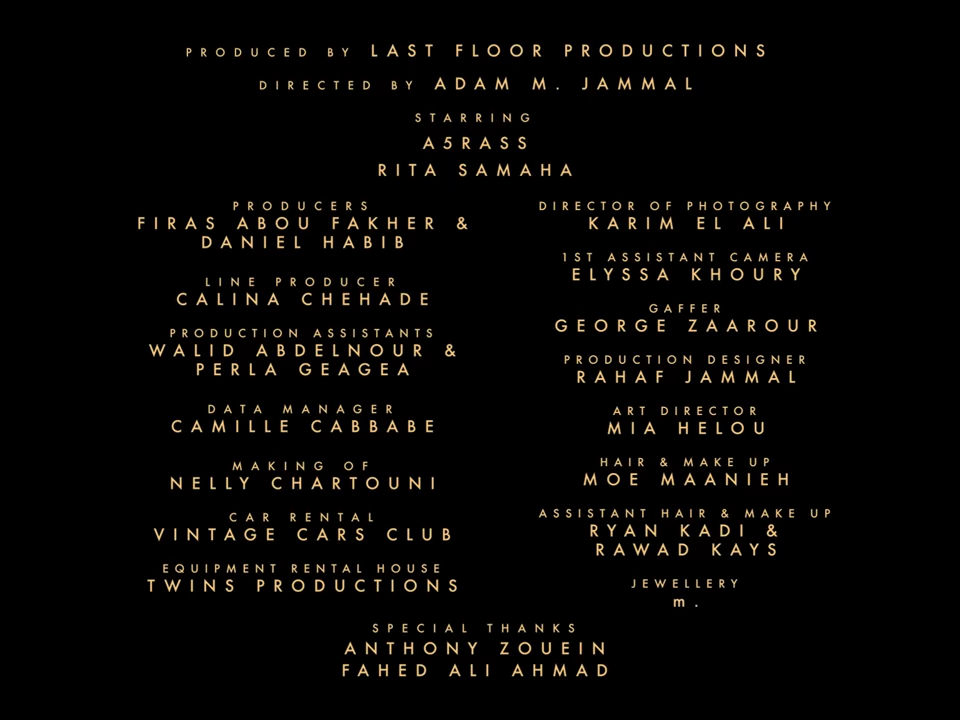 PRODUCED BY LAST FLOOR PRODUCTIONS
DIRECTED BY ADAM M. JAMMAL
STARRING
A5RASS
RITA SAMAHA
PRODUCERS
FIRAS ABOU FAKHER &
DANIEL HABIB
LINE PRODUCER
CALINA CHEHADE
PRODUCTION ASSISTANTS
WALID ABDELNOUR &
PERLA GEAGEA
DATA MANAGER
CAMILLE CABBABE
MAKING OF
NELLY CHARTOUNI
CAR RENTAL
VINTAGE CARS CLUB
EQUIPMENT RENTAL HOUSE
TWINS PRODUCTIONS
DIRECTOR OF PHOTOGRAPHY
KARIM EL ALI
1ST ASSISTANT CAMERA
ELYSSA KHOURY
GAFFER
GEORGE ZAAROUR
PRODUCTION DESIGNER
RAHAF JAMMAL
ART DIRECTOR
MIA HELOU
HAIR & MAKE UP
MOE MAANIEH
ASSISTANT HAIR & MAKE UP
RYAN KADI &
RAWAD KAYS
JEWELLERY
m.
SPECIAL THANKS
ANTHONY ZOUEIN
FAHED ALI AHMAD